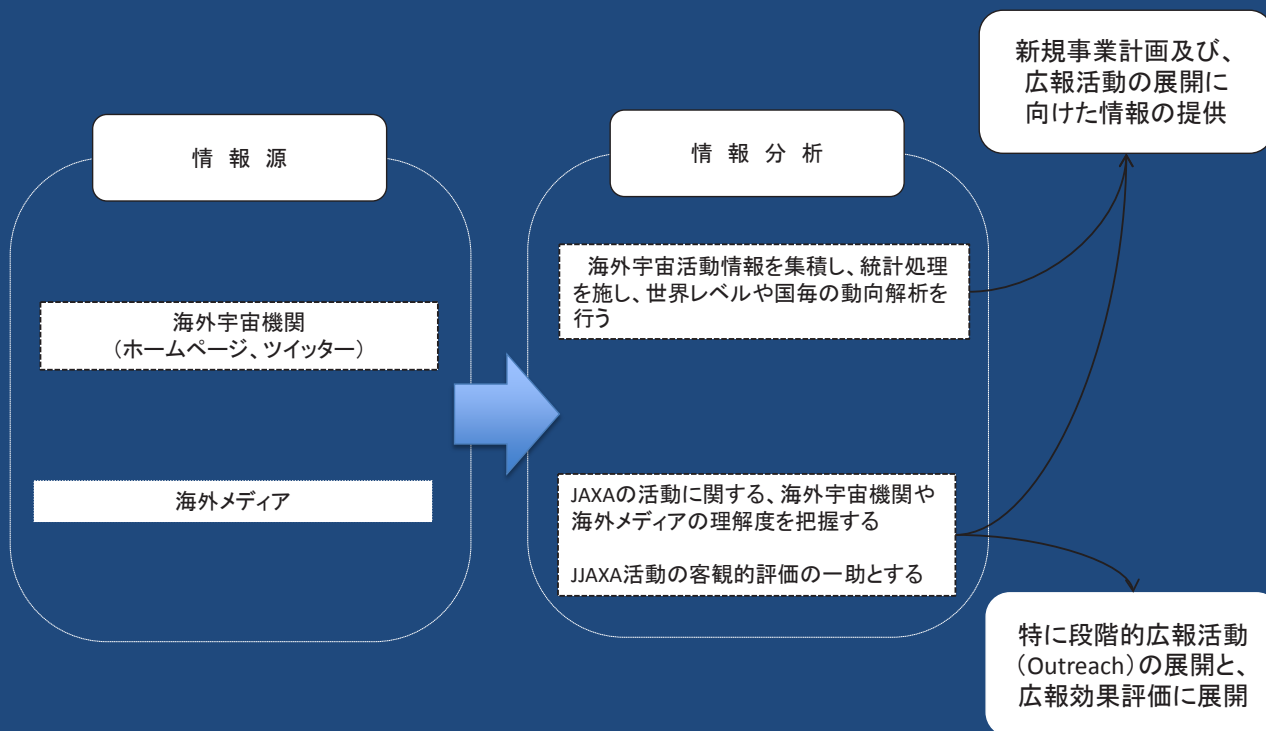 情 報 源
海外宇宙機関
（ホームページ、ツイッター）
海外メディア
情 報 分 析
海外宇宙活動情報を集積し、統計処理
を施し、世界レベルや国毎の動向解析を
行う
JAXAの活動に関する、海外宇宙機関や
海外メディアの理解度を把握する
JJAXA活動の客観的評価の一助とする
新規事業計画及び、
広報活動の展開に
向けた情報の提供
特に段階的広報活動
（Outreach）の展開と、
広報効果評価に展開